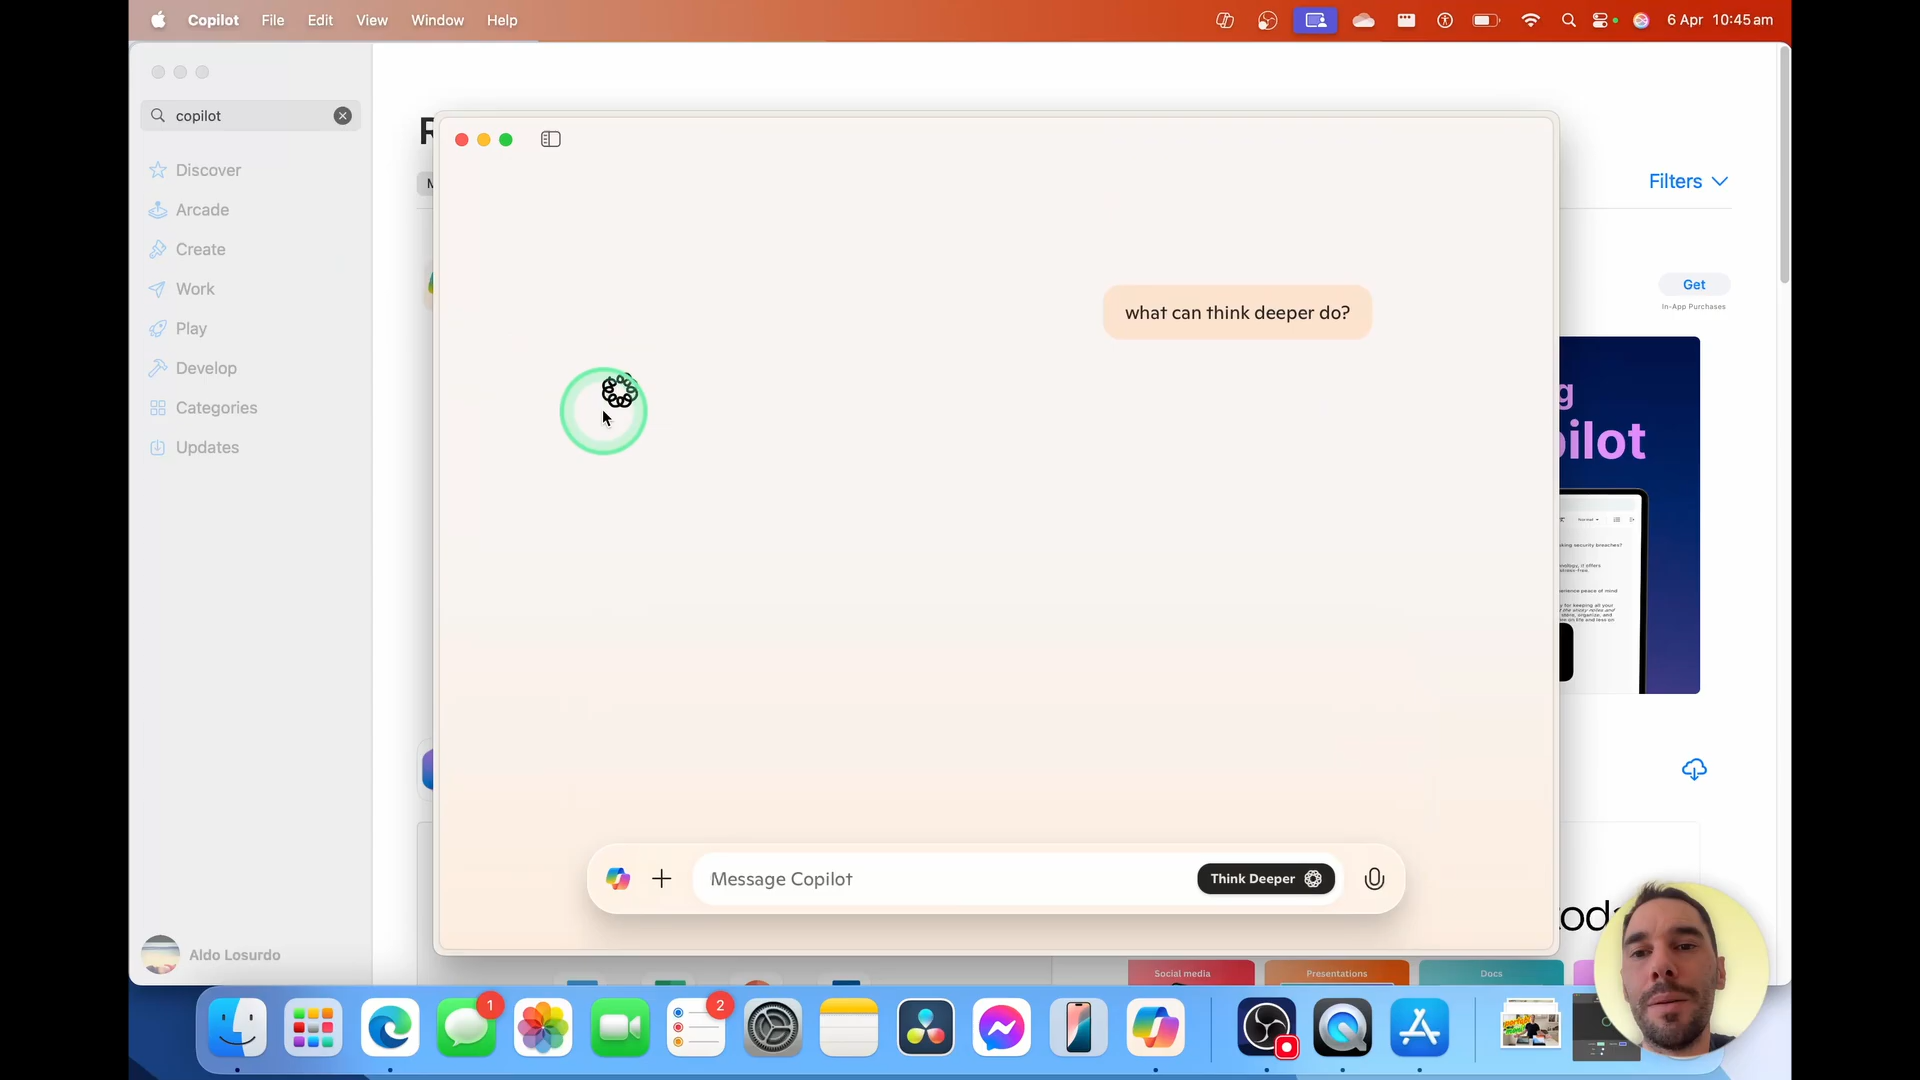 Copilot File Edit View Window Help
6 Apr 10:45 am
copilot
Discover
Arcade
Create
Work
Play
Develop
Categories
Updates
Aldo Losurdo
Filters
Get
In-App Purchases
what can think deeper do?
Message Copilot
Think Deeper
Social media
Presentations
Docs
1
2